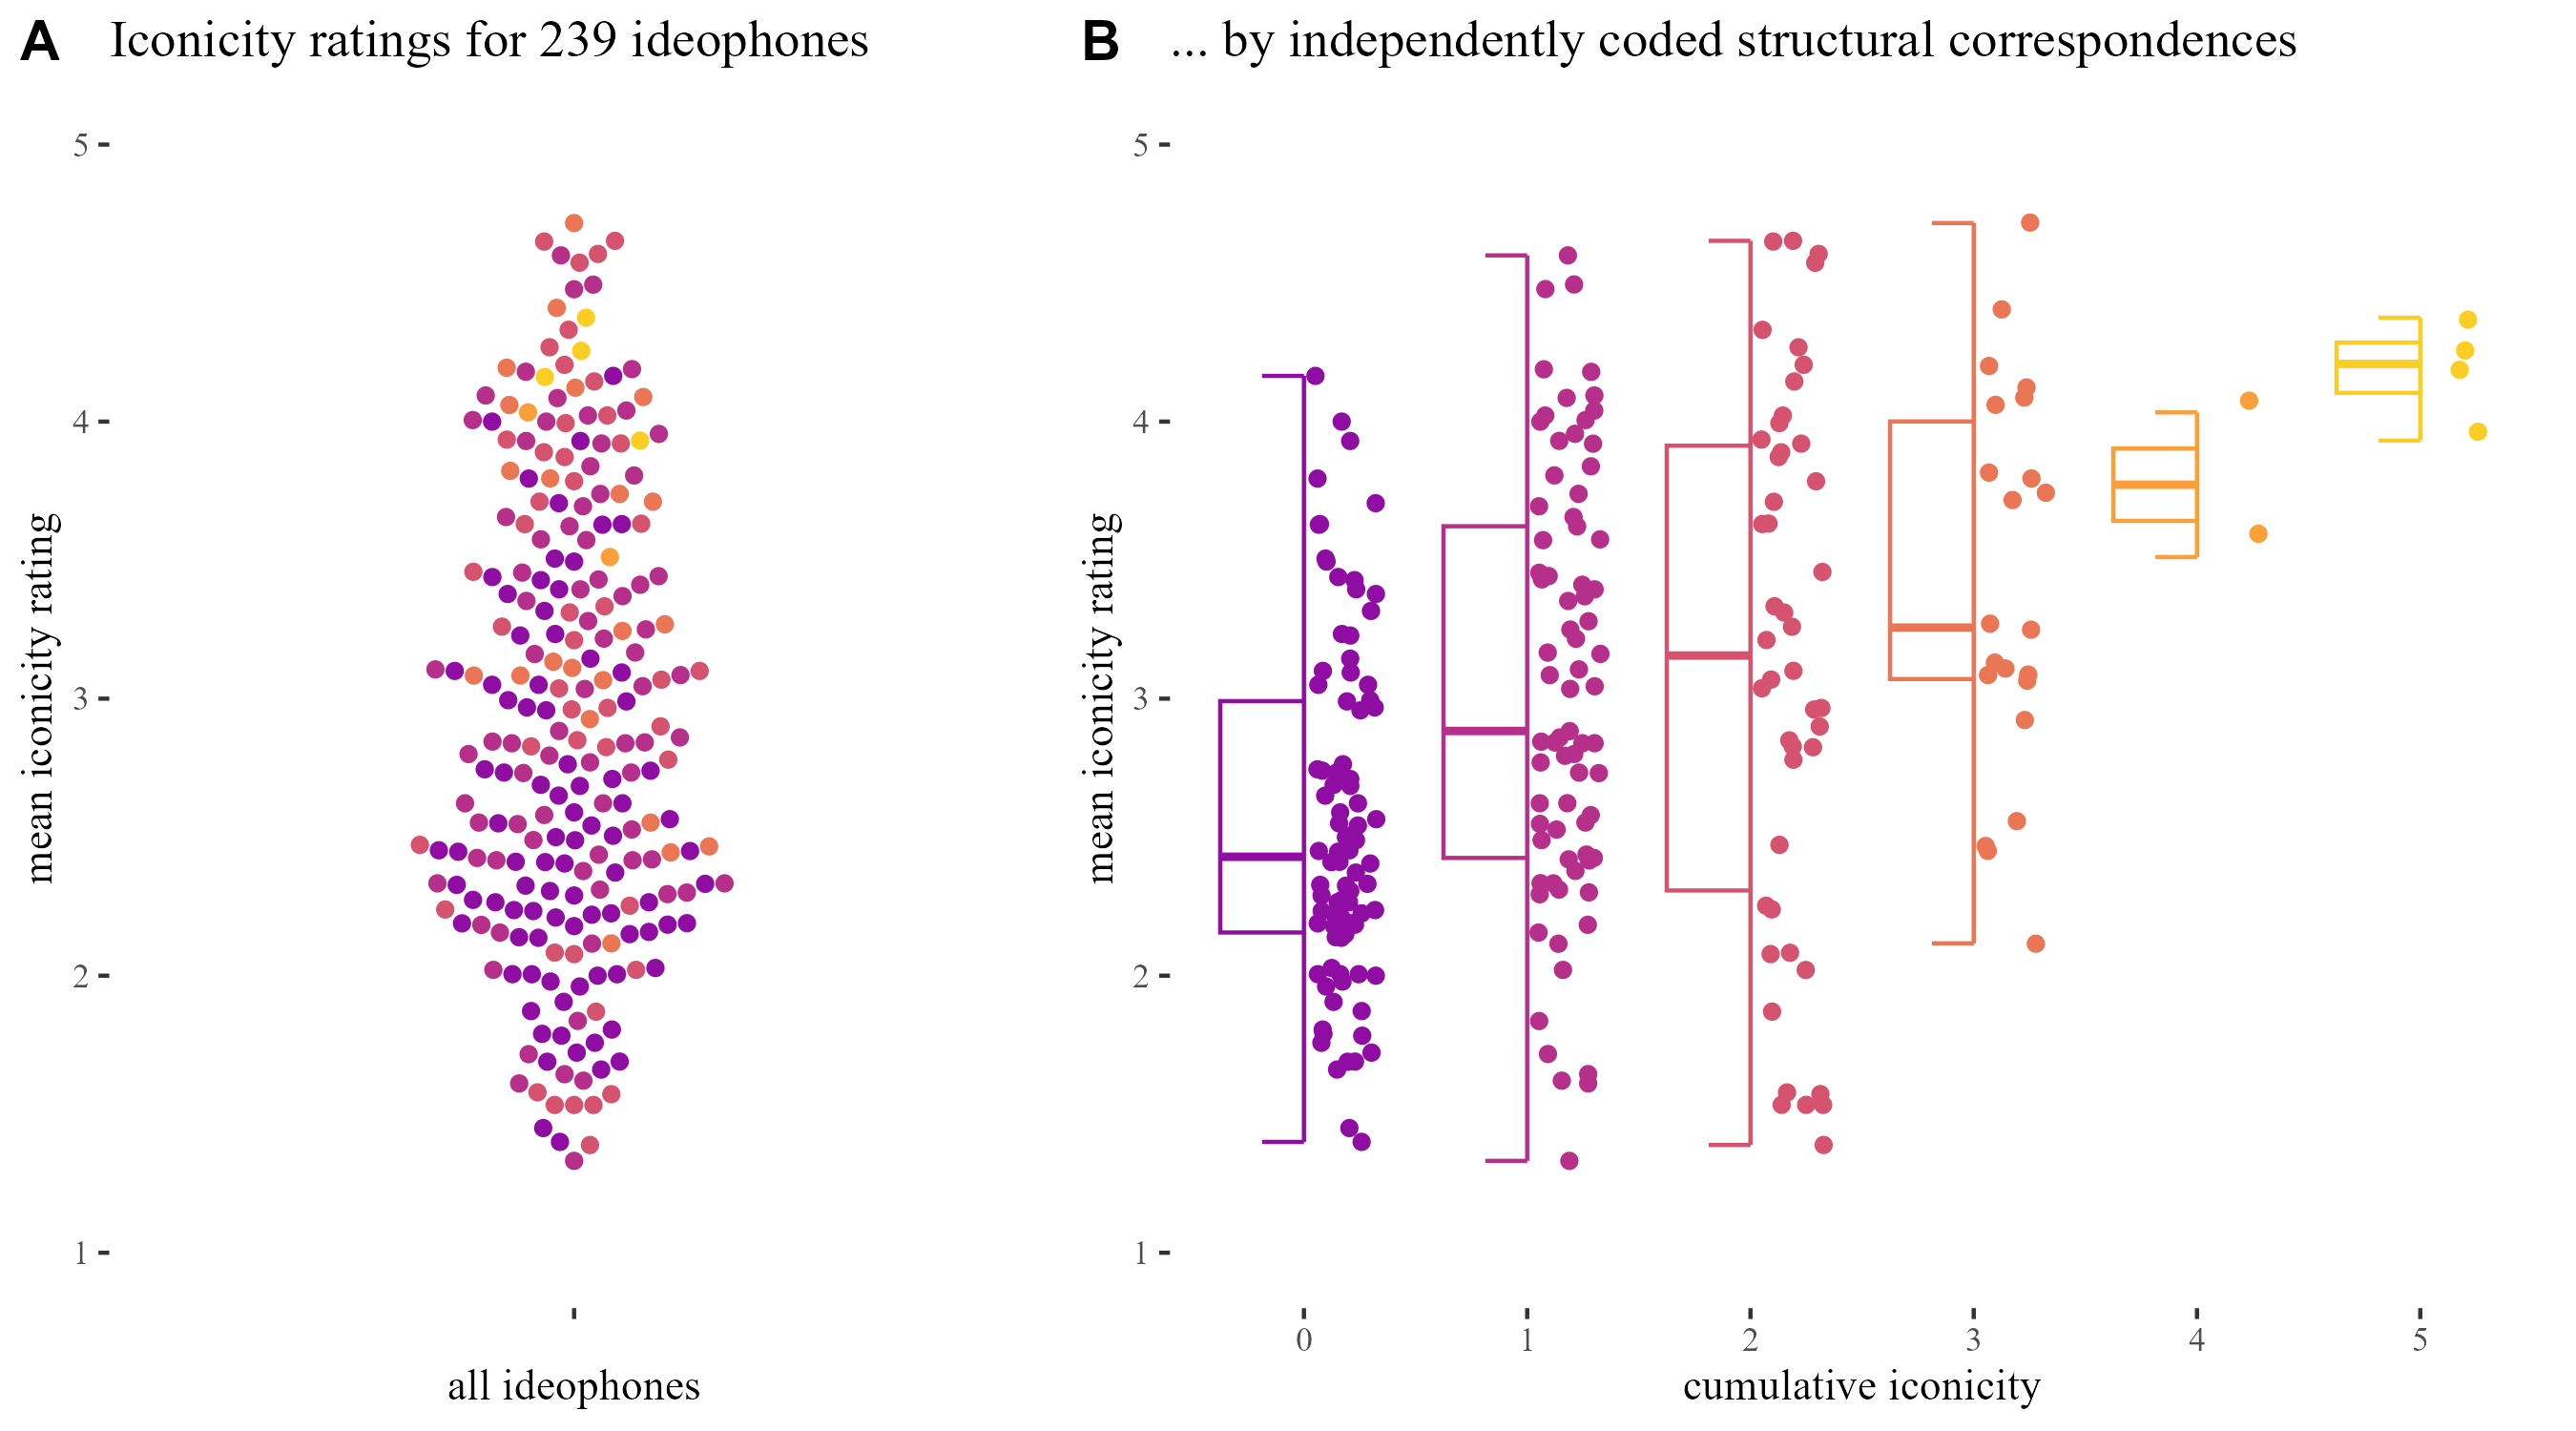 A Iconicity ratings for 239 ideophones
mean iconicity rating
5
4
3
2
1
all ideophones
B ... by independently coded structural correspondences
mean iconicity rating
5
4
3
2
1
0 1 2 3 4 5
cumulative iconicity